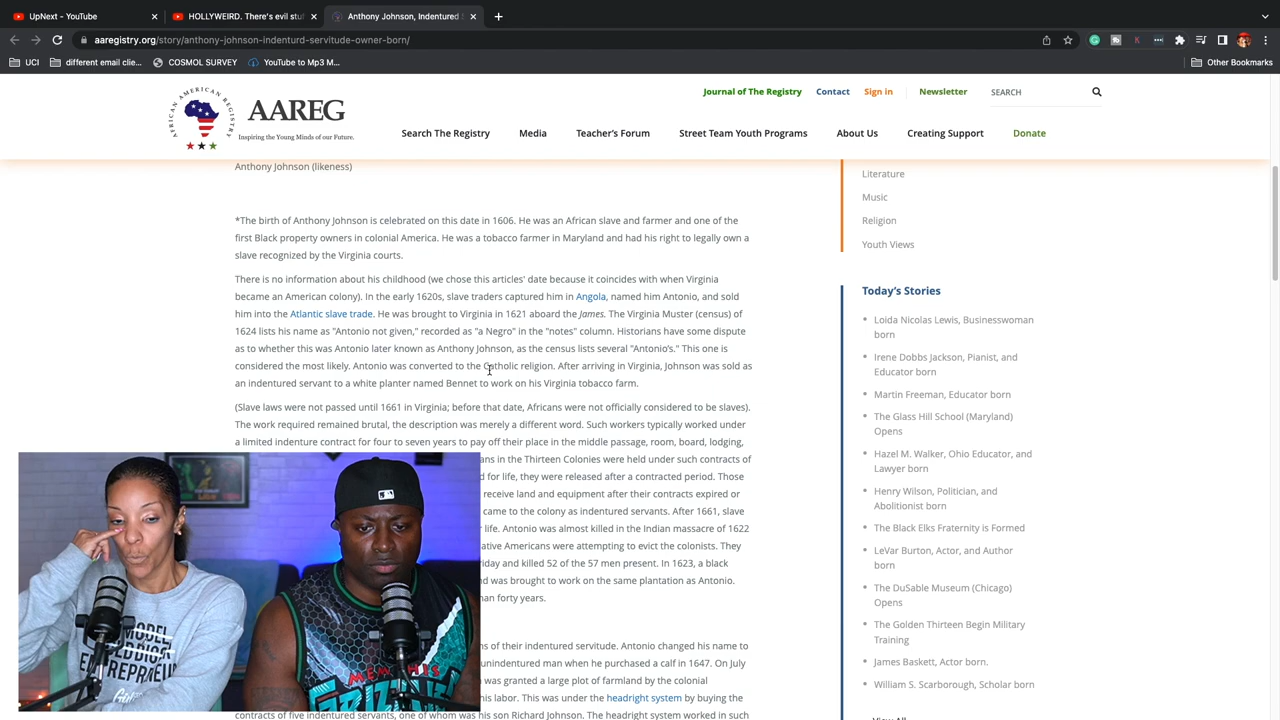 UpNext - YouTube
HOLLYWEIRD. There's evil stuf
Anthony Johnson, Indentured S
aaregistry.org/story/anthony-johnson-indenturd-servitude-owner-born/
UCI
different email clie...
COSMOL SURVEY
YouTube to Mp3 M...
Other Bookmarks
AFRICAN AMERICAN REGISTRY
AAREG
Inspiring the Young Minds of our Future.
Journal of The Registry
Contact
Sign in
Newsletter
SEARCH
Search The Registry
Media
Teacher's Forum
Street Team Youth Programs
About Us
Creating Support
Donate
Anthony Johnson (likeness)
*The birth of Anthony Johnson is celebrated on this date in 1606. He was an African slave and farmer and one of the
first Black property owners in colonial America. He was a tobacco farmer in Maryland and had his right to legally own a
slave recognized by the Virginia courts.
There is no information about his childhood (we chose this articles' date because it coincides with when Virginia
became an American colony). In the early 1620s, slave traders captured him in Angola, named him Antonio, and sold
him into the Atlantic slave trade. He was brought to Virginia in 1621 aboard the James. The Virginia Muster (census) of
1624 lists his name as "Antonio not given," recorded as "a Negro" in the "notes" column. Historians have some dispute
as to whether this was Antonio later known as Anthony Johnson, as the census lists several "Antonio's." This one is
considered the most likely. Antonio was converted to the Catholic religion. After arriving in Virginia, Johnson was sold as
an indentured servant to a white planter named Bennet to work on his Virginia tobacco farm.
(Slave laws were not passed until 1661 in Virginia; before that date, Africans were not officially considered to be slaves).
The work required remained brutal, the description was merely a different word. Such workers typically worked under
a limited indenture contract for four to seven years to pay off their place in the middle passage, room, board, lodging,
ans in the Thirteen Colonies were held under such contracts of
d for life, they were released after a contracted period. Those
receive land and equipment after their contracts expired or
came to the colony as indentured servants. After 1661, slave
r life. Antonio was almost killed in the Indian massacre of 1622
ative Americans were attempting to evict the colonists. They
riday and killed 52 of the 57 men present. In 1623, a black
nd was brought to work on the same plantation as Antonio.
han forty years.
ns of their indentured servitude. Antonio changed his name to
unindentured man when he purchased a calf in 1647. On July
was granted a large plot of farmland by the colonial
his labor. This was under the headright system by buying the
contracts of five indentured servants, one of whom was his son Richard Johnson. The headright system worked in such
Literature
Music
Religion
Youth Views
Today's Stories
Loida Nicolas Lewis, Businesswoman
born
Irene Dobbs Jackson, Pianist, and
Educator born
Martin Freeman, Educator born
The Glass Hill School (Maryland)
Opens
Hazel M. Walker, Ohio Educator, and
Lawyer born
Henry Wilson, Politician, and
Abolitionist born
The Black Elks Fraternity is Formed
LeVar Burton, Actor, and Author
born
The DuSable Museum (Chicago)
Opens
The Golden Thirteen Begin Military
Training
James Baskett, Actor born.
William S. Scarborough, Scholar born
View All
MODEL
MEDICAL
ENTREPRENEU
MEMPHIS